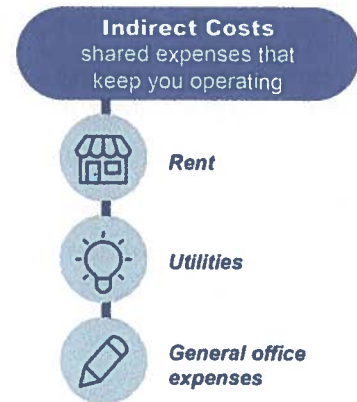 Indirect Costs
shared expenses that
keep you operating
Rent
Utilities
General office
expenses